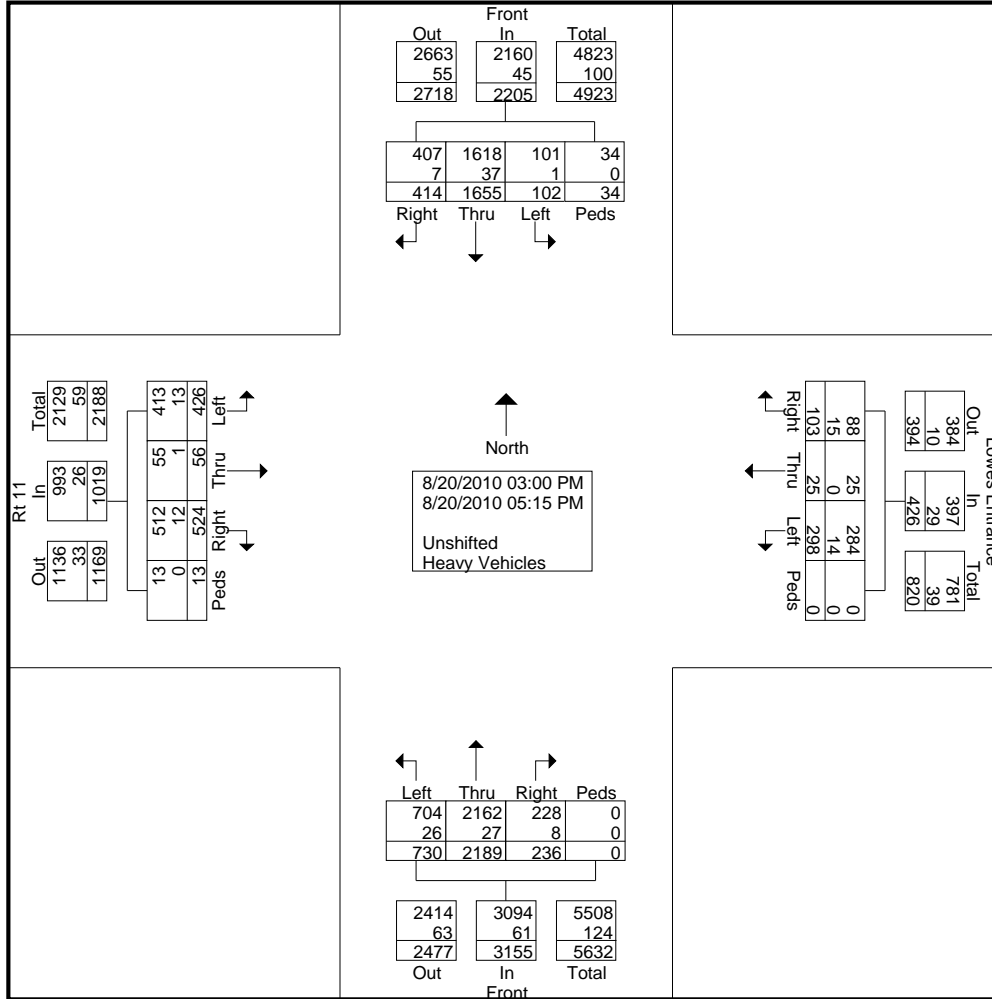 Front
Out In Total
2663 2160 4823
55 45 100
2718 2205 4923
407 1618 101 34
7 37 1 0
414 1655 102 34
Right Thru Left Peds
Rt 11
Total In Out
2129 993 1136
59 26 33
2188 1019 1169
413 55 512 13
13 1 12 0
426 56 524 13
Left Thru Right Peds
North
8/20/2010 03:00 PM
8/20/2010 05:15 PM
Unshifted
Heavy Vehicles
Lowes Entrance
Out In Total
384 397 781
10 29 39
394 426 820
88 25 284 0
15 0 14 0
103 25 298 0
Right Thru Left Peds
Left Thru Right Peds
704 2162 228 0
26 27 8 0
730 2189 236 0
2414 3094 5508
63 61 124
2477 3155 5632
Out In Total
Front